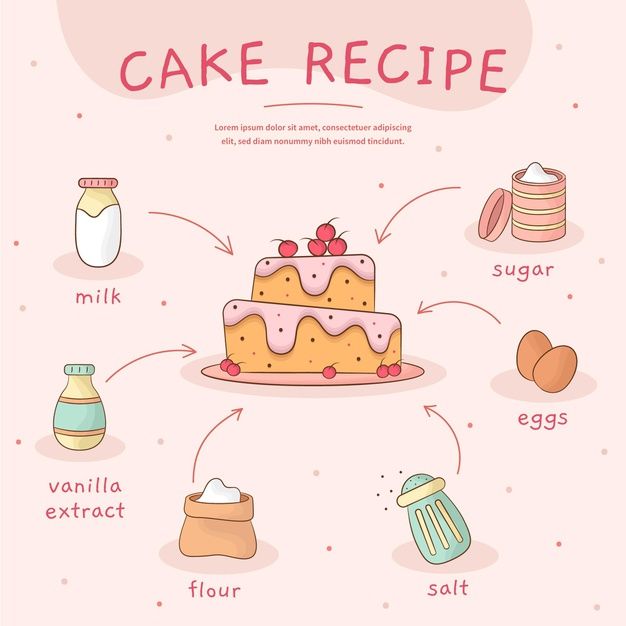 CAKE RECIPE
Lorem ipsum dolor sit amet, consectetuer adipiscing
elit, sed diam nonummy nibh euismod tincidunt.
milk
sugar
eggs
vanilla
extract
flour
salt